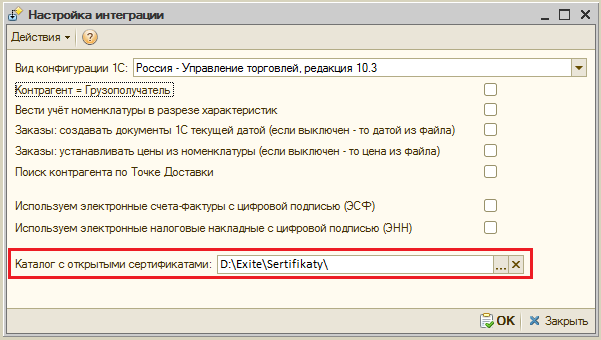 Настройка интеграции
Действия
Вид конфигурации 1С: Россия - Управление торговлей, редакция 10.3
Контрагент = Грузополучатель
Вести учёт номенклатуры в разрезе характеристик
Заказы: создавать документы 1С текущей датой (если выключен - то датой из файла)
Заказы: устанавливать цены из номенклатуры (если выключен - то цена из файла)
Поиск контрагента по Точке Доставки
Используем электронные счета-фактуры с цифровой подписью (ЭСФ)
Используем электронные налоговые накладные с цифровой подписью (ЭНН)
Каталог с открытыми сертификатами: D:\Exite\Sertifikaty\ ...
ОК Закрыть